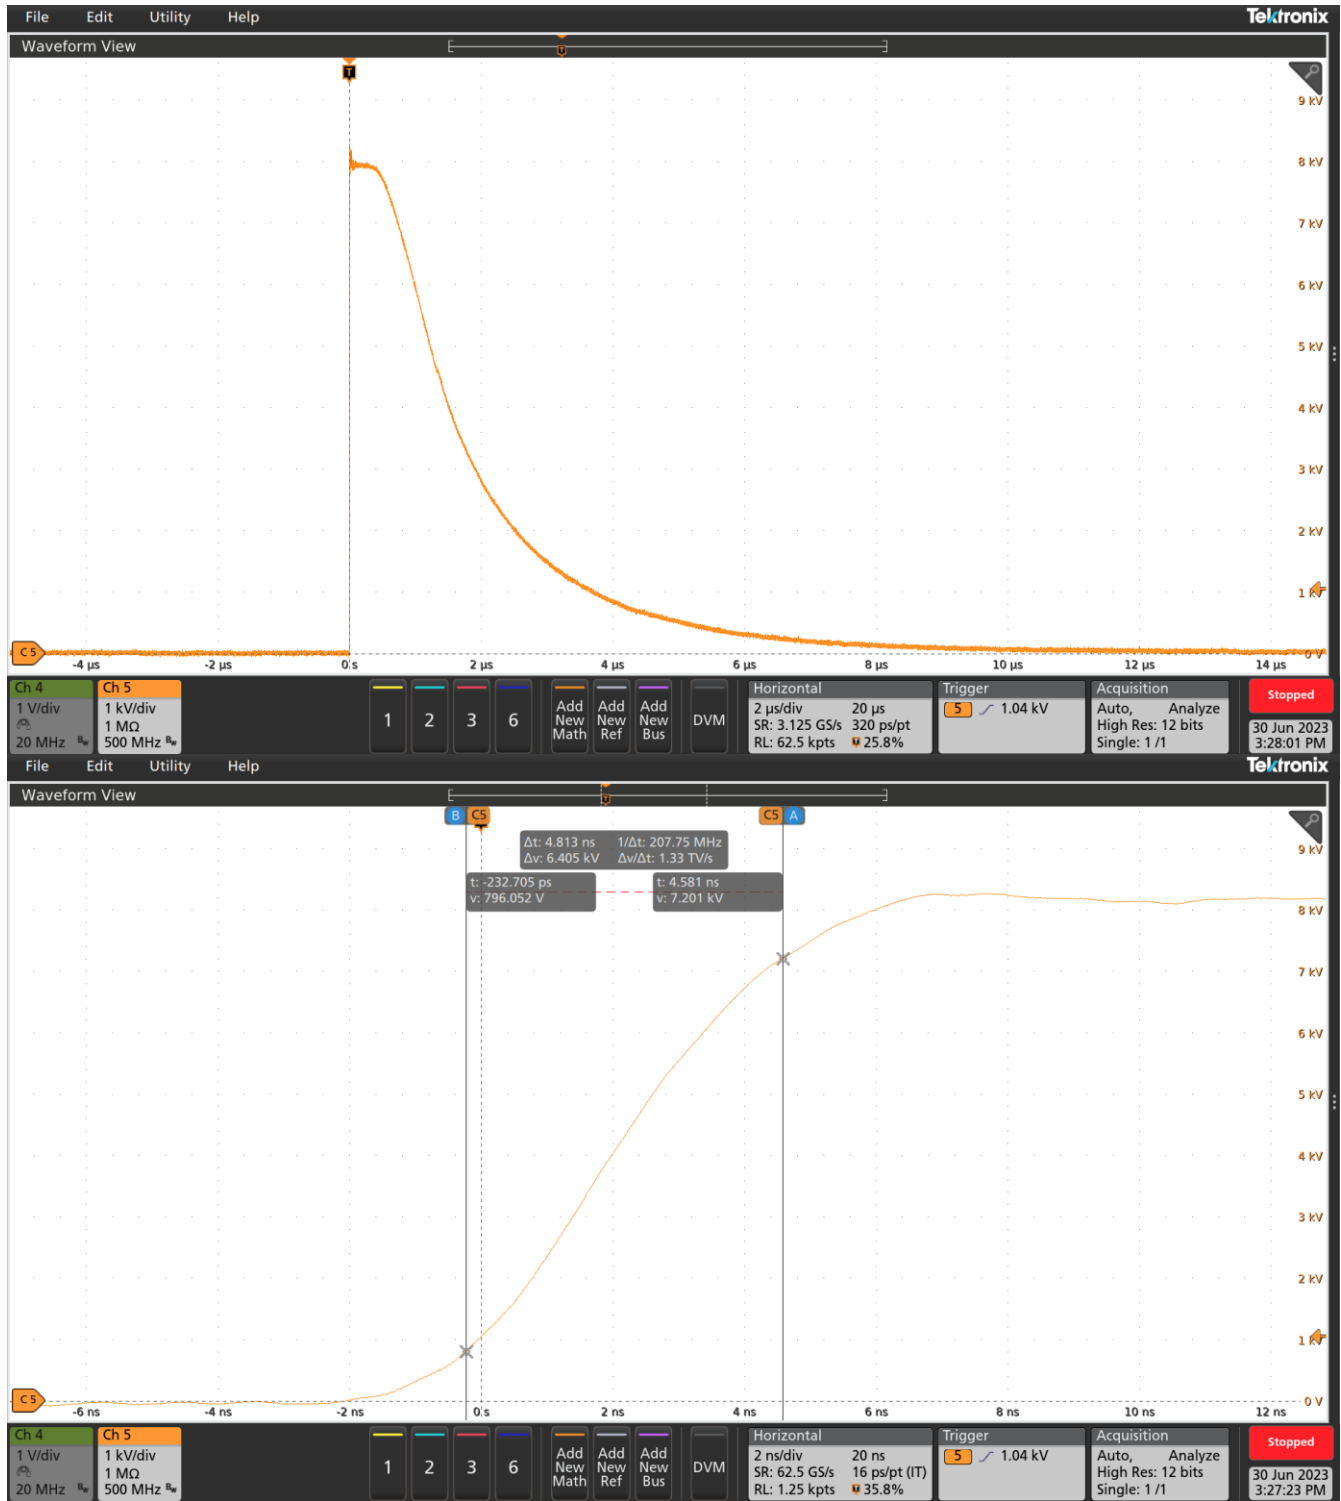 File Edit Utility Help Tektronix
Waveform View
T
T
9 kV
8 kV
7 kV
6 kV
5 kV
4 kV
3 kV
2 kV
1 kV
C 5 0 V
-4 µs -2 µs 0 s 2 µs 4 µs 6 µs 8 µs 10 µs 12 µs 14 µs
Ch 4 Ch 5 Horizontal Trigger Acquisition
1 V/div 1 kV/div 1 2 3 6 Add New Math Add New Ref Add New Bus DVM 2 µs/div 20 µs 5 1.04 kV Auto, Analyze Stopped
1 MΩ SR: 3.125 GS/s 320 ps/pt High Res: 12 bits 30 Jun 2023
20 MHz Bw 500 MHz Bw RL: 62.5 kpts 25.8% Single: 1 /1 3:28:01 PM
File Edit Utility Help Tektronix
Waveform View
B C5 C5 A
Δt: 4.813 ns 1/Δt: 207.75 MHz
Δv: 6.405 kV Δv/Δt: 1.33 TV/s
t: -232.705 ps t: 4.581 ns
v: 796.052 V v: 7.201 kV
9 kV
8 kV
7 kV
6 kV
5 kV
4 kV
3 kV
2 kV
1 kV
C 5 0 V
-6 ns -4 ns -2 ns 0 s 2 ns 4 ns 6 ns 8 ns 10 ns 12 ns
Ch 4 Ch 5 Horizontal Trigger Acquisition
1 V/div 1 kV/div 1 2 3 6 Add New Math Add New Ref Add New Bus DVM 2 ns/div 20 ns 5 1.04 kV Auto, Analyze Stopped
1 MΩ SR: 62.5 GS/s 16 ps/pt (IT) High Res: 12 bits 30 Jun 2023
20 MHz Bw 500 MHz Bw RL: 1.25 kpts 35.8% Single: 1 /1 3:27:23 PM